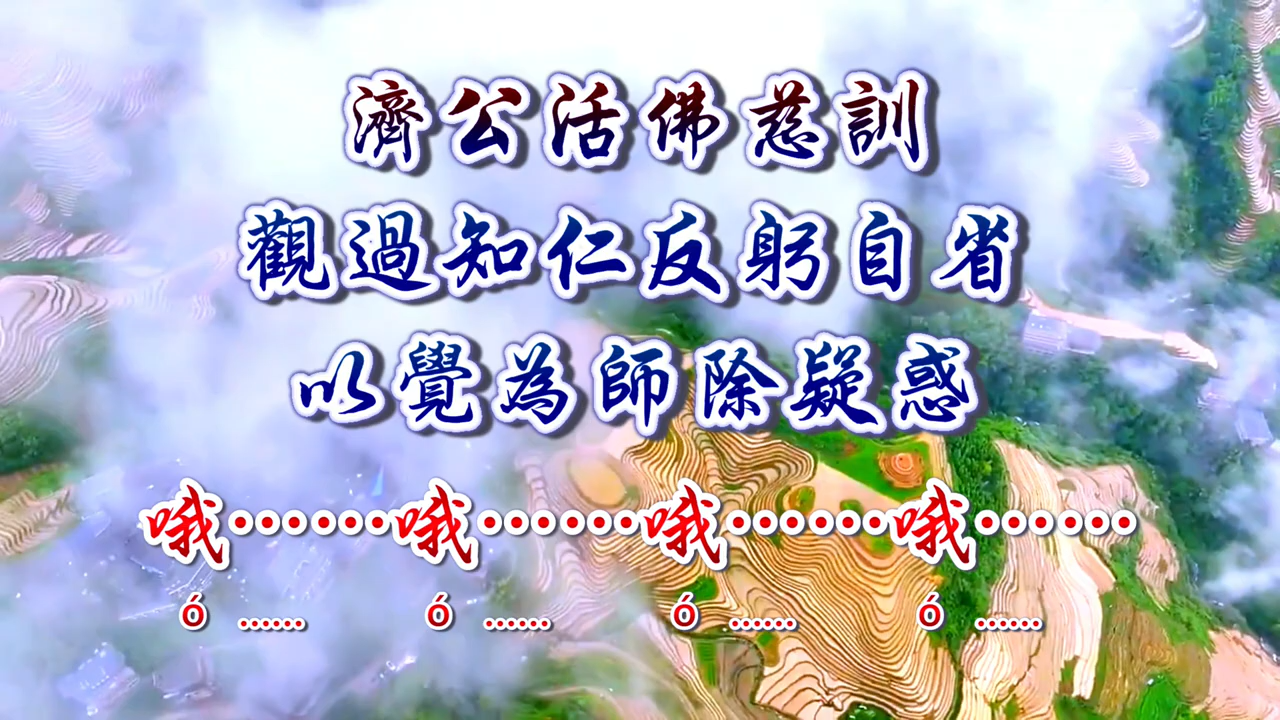 濟公活佛慈訓
觀過知仁反躬自省
以覺為師除疑惑
哦······哦······哦······哦······
ó ...... ó ...... ó ...... ó ......